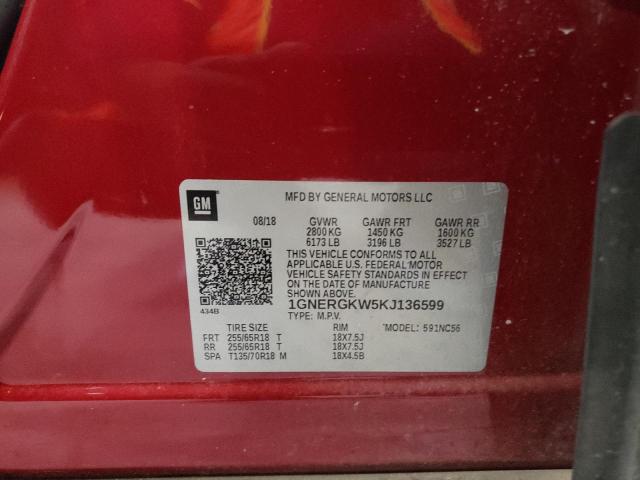 GM
MFD BY GENERAL MOTORS LLC
08/18 GVWR GAWR FRT GAWR RR
2800 KG 1450 KG 1600 KG
6173 LB 3196 LB 3527 LB
THIS VEHICLE CONFORMS TO ALL
APPLICABLE U.S. FEDERAL MOTOR
VEHICLE SAFETY STANDARDS IN EFFECT
ON THE DATE OF MANUFACTURE
SHOWN ABOVE.
1GNERGKW5KJ136599
434B
TYPE: M.P.V.
TIRE SIZE RIM MODEL: 591NC56
FRT 255/65R18 T 18X7.5J
RR 255/65R18 T 18X7.5J
SPA T135/70R18 M 18X4.5B